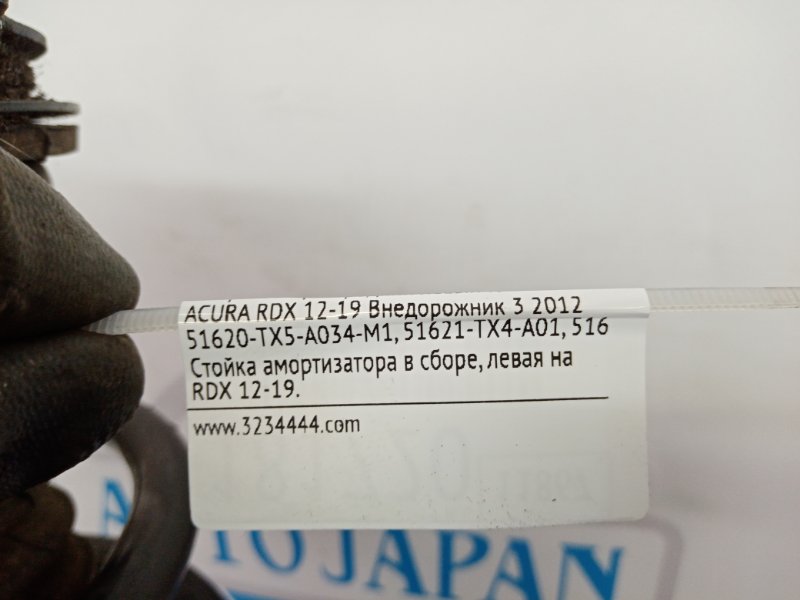 ACURA RDX 12-19 Внедорожник 3 2012
51620-TX5-A034-M1, 51621-TX4-A01, 516
Стойка амортизатора в сборе, левая на
RDX 12-19.
www.3234444.com
JAPAN